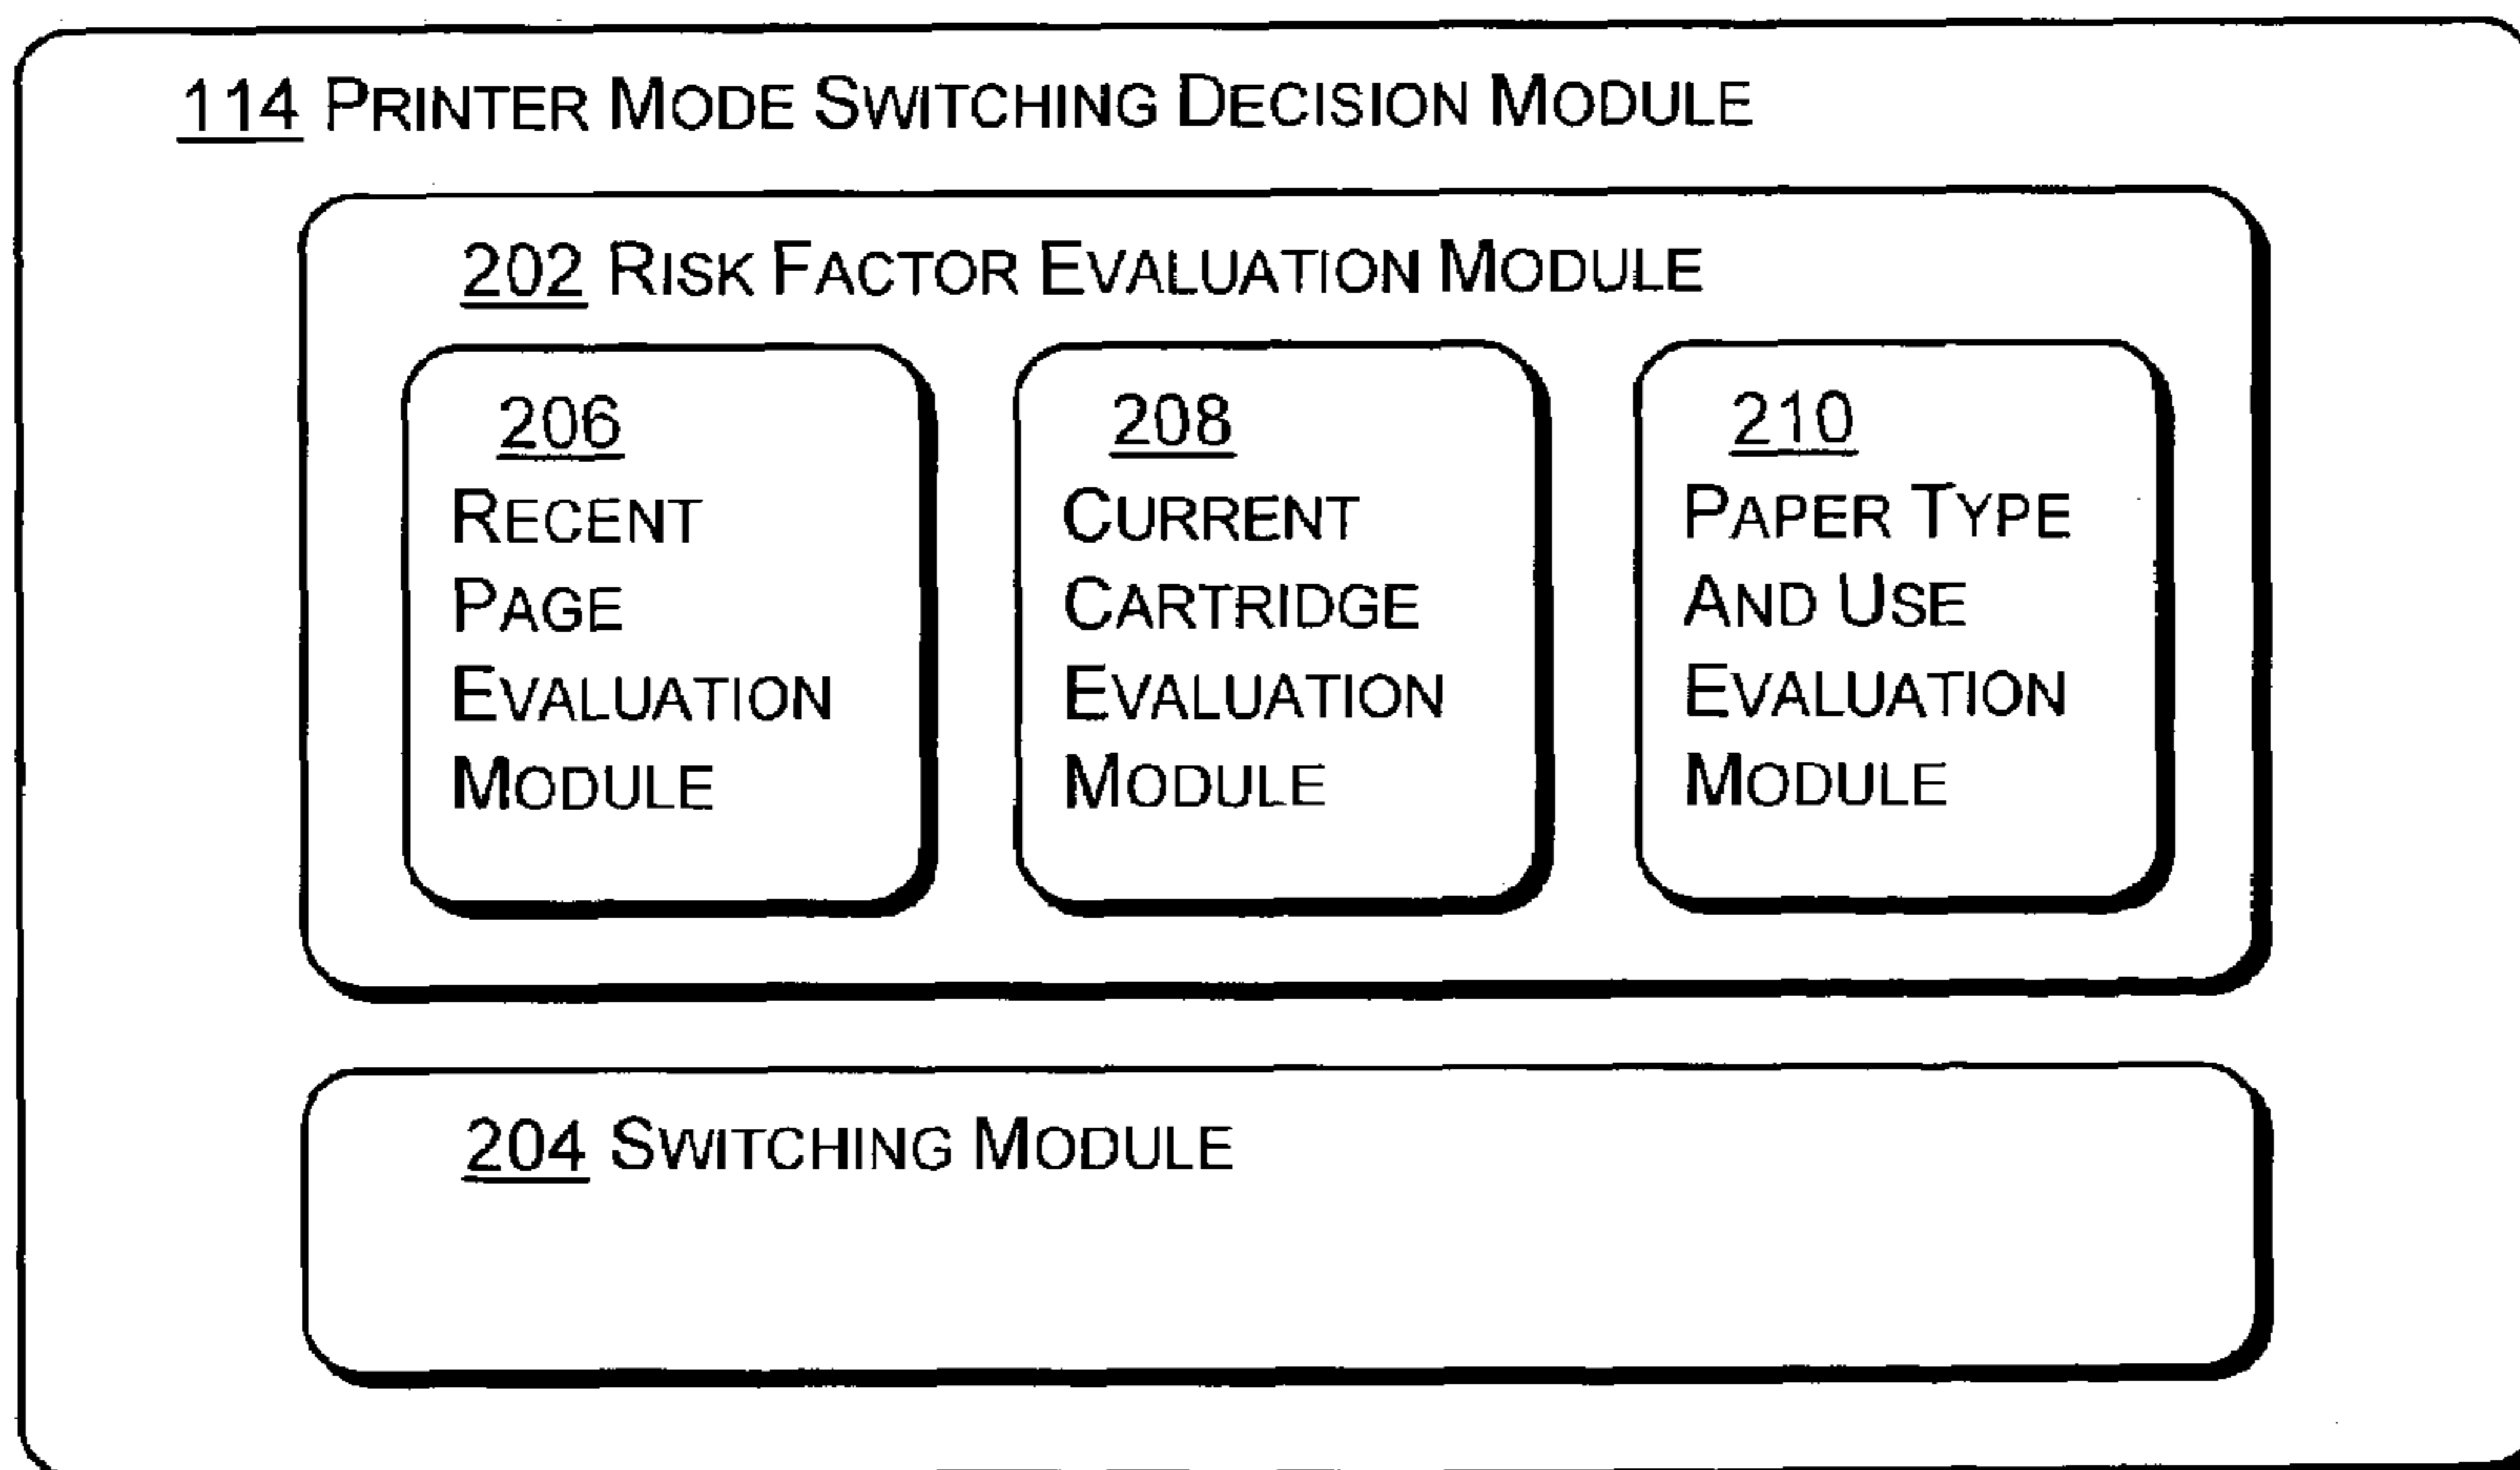 114 PRINTER MODE SWITCHING DECISION MODULE
202 RISK FACTOR EVALUATION MODULE
206
RECENT
PAGE
EVALUATION
MODULE
208
CURRENT
CARTRIDGE
EVALUATION
MODULE
210
PAPER TYPE
AND USE
EVALUATION
MODULE
204 SWITCHING MODULE